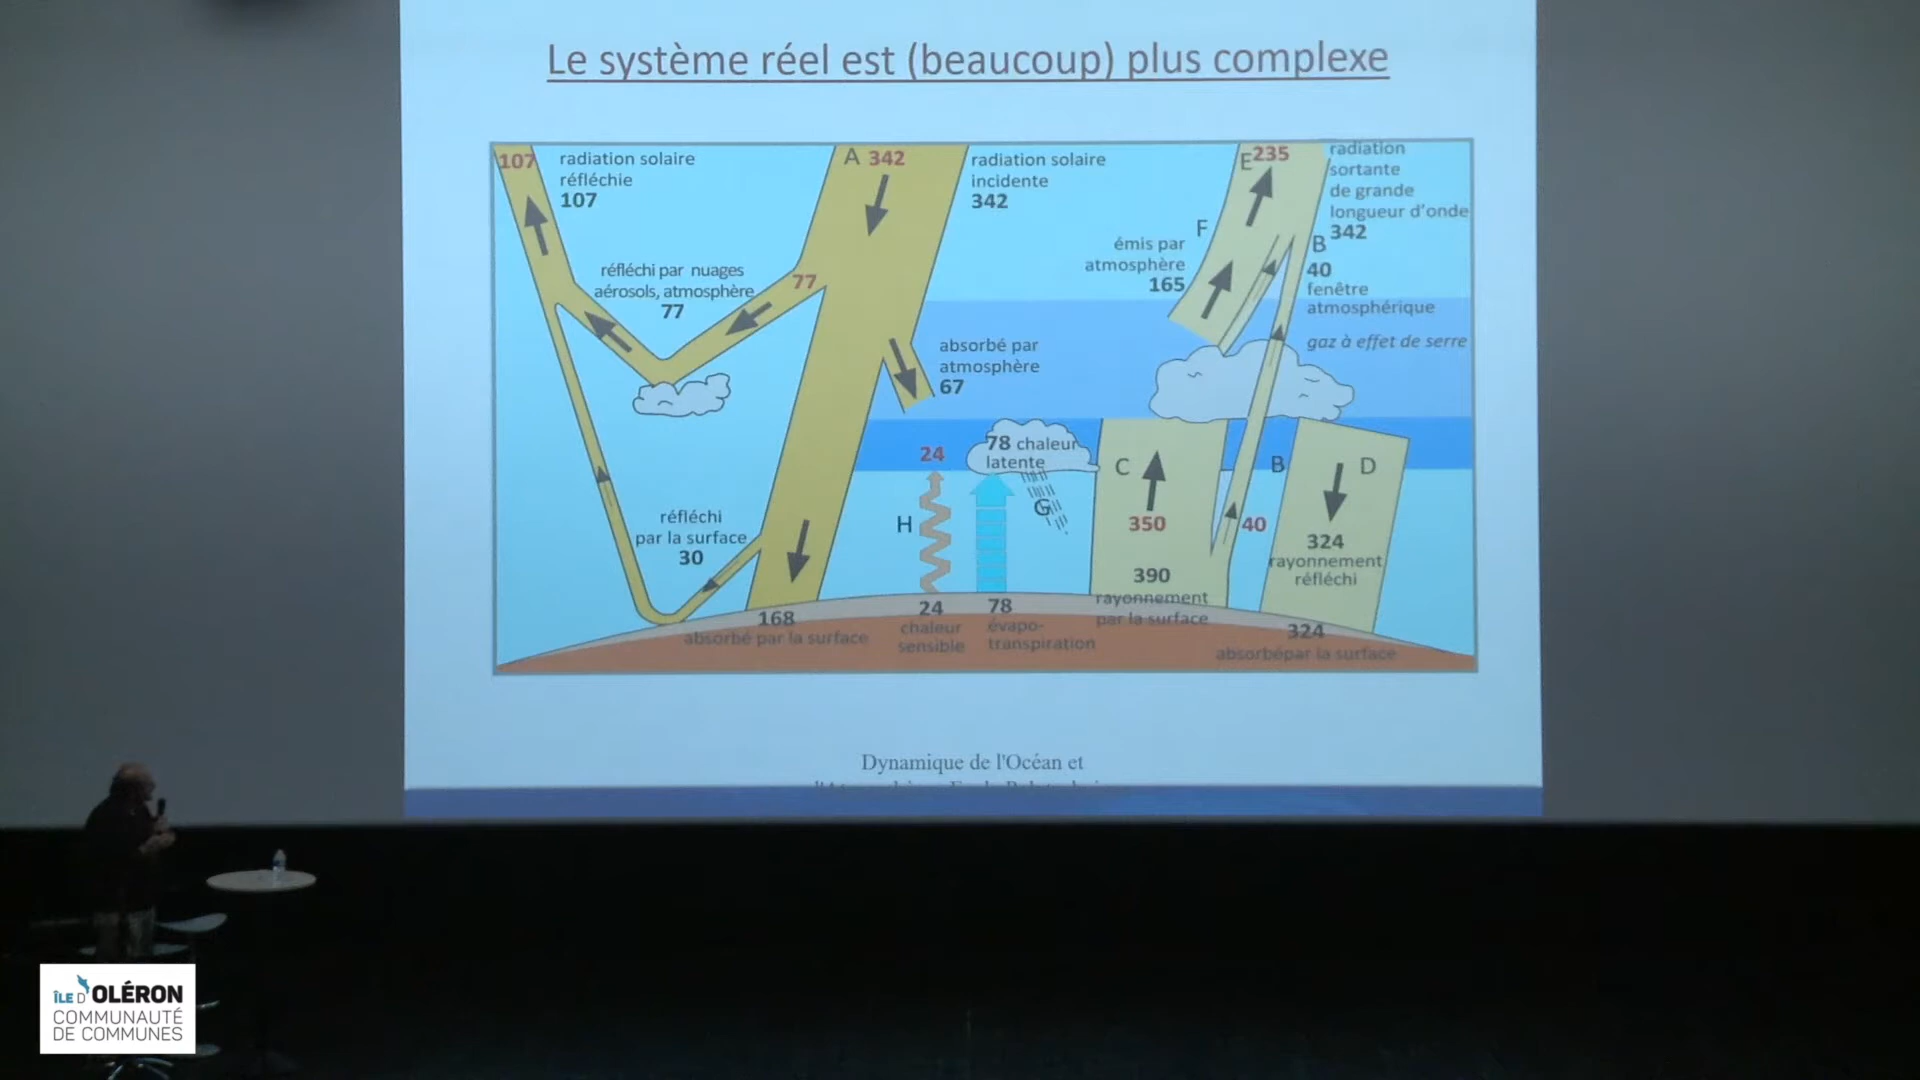 Le système réel est (beaucoup) plus complexe
107
radiation solaire
réfléchie
107
A 342
radiation solaire
incidente
342
E 235
radiation
sortante
de grande
longueur d'onde
342
F
émis par
atmosphère
165
B
40
fenêtre
atmosphérique
gaz à effet de serre
réfléchi par nuages
aérosols, atmosphère
77
77
absorbé par
atmosphère
67
24
78 chaleur
latente
G
H
C
350
390
rayonnement
par la surface
B
40
D
324
rayonnement
réfléchi
réfléchi
par la surface
30
168
absorbé par la surface
24
chaleur
sensible
78
évapo-
transpiration
324
absorbépar la surface
Dynamique de l'Océan et
ÎLE D'OLÉRON
COMMUNAUTÉ
DE COMMUNES